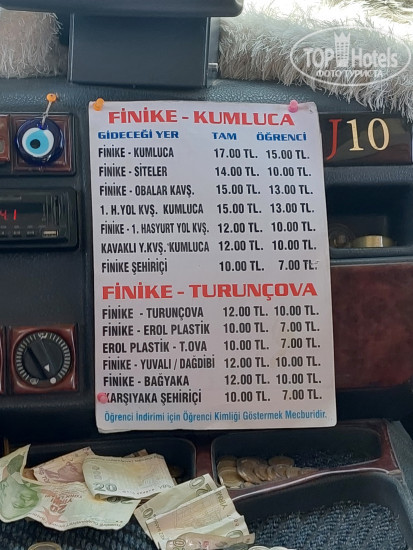 TOP Hotels
ФОТО ТУРИСТА
FİNİKE - KUMLUCA
GİDECEĞİ YER TAM ÖĞRENCİ
FİNİKE - KUMLUCA 17.00 TL. 15.00 TL.
FİNİKE - SİTELER 14.00 TL. 10.00 TL.
FİNİKE - OBALAR KAVŞ. 15.00 TL. 13.00 TL.
1. H.YOL KVŞ. KUMLUCA 15.00 TL. 13.00 TL.
FİNİKE - 1. HASYURT YOL KVŞ. 12.00 TL. 10.00 TL.
KAVAKLI Y.KVŞ.-KUMLUCA 12.00 TL. 10.00 TL.
FİNİKE ŞEHİRİÇİ 10.00 TL. 7.00 TL.
FİNİKE - TURUNÇOVA
FİNİKE - TURUNÇOVA 12.00 TL. 10.00 TL.
FİNİKE - EROL PLASTİK 10.00 TL. 7.00 TL.
EROL PLASTİK - T.OVA 10.00 TL. 7.00 TL.
FİNİKE - YUVALI / DAĞDİBİ 12.00 TL. 10.00 TL.
FİNİKE - BAĞYAKA 12.00 TL. 10.00 TL.
KARŞIYAKA ŞEHİRİÇİ 10.00 TL. 7.00 TL.
Öğrenci İndirimi için Öğrenci Kimliği Göstermek Mecburidir.
J10
41
20